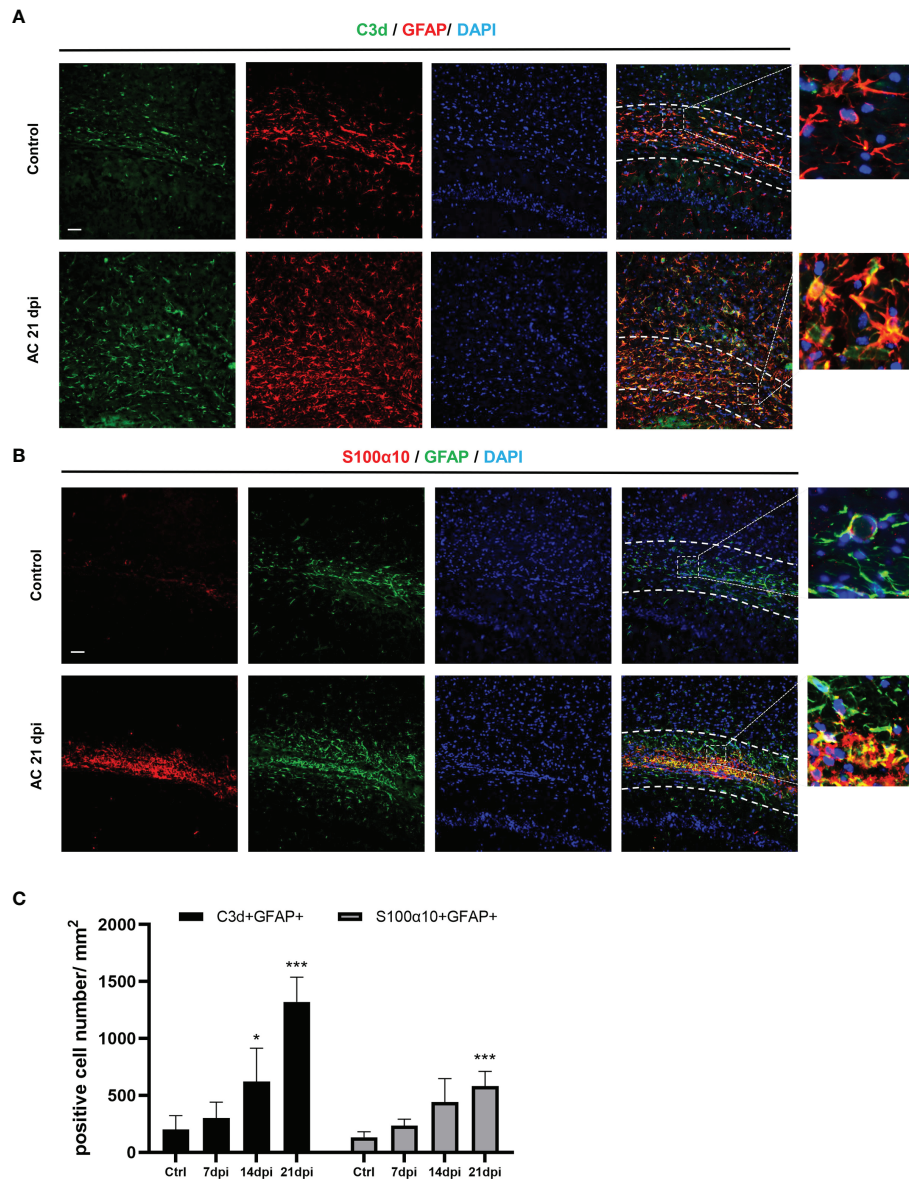 A
C3d / GFAP/ DAPI
Control
AC 21 dpi
B
S100α10 / GFAP / DAPI
Control
AC 21 dpi
C
C3d+GFAP+
S100α10+GFAP+
positive cell number/ mm²
2000
1500
1000
500
0
*
***
***
Ctrl 7dpi 14dpi 21dpi Ctrl 7dpi 14dpi 21dpi